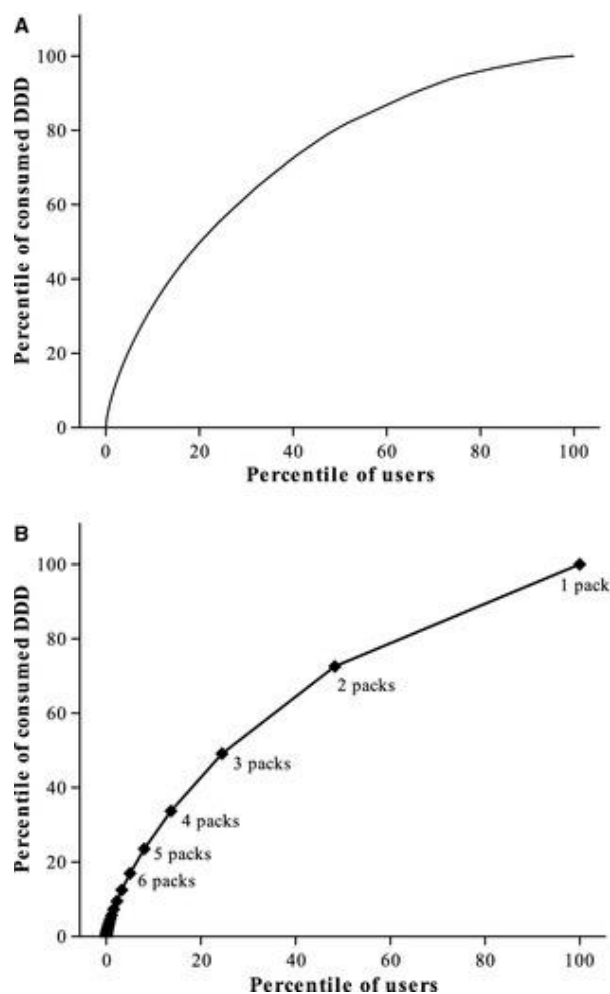 A
Percentile of consumed DDD
100
80
60
40
20
0
0 20 40 60 80 100
Percentile of users
B
Percentile of consumed DDD
100
80
60
40
20
0
1 pack
2 packs
3 packs
4 packs
5 packs
6 packs
0 20 40 60 80 100
Percentile of users